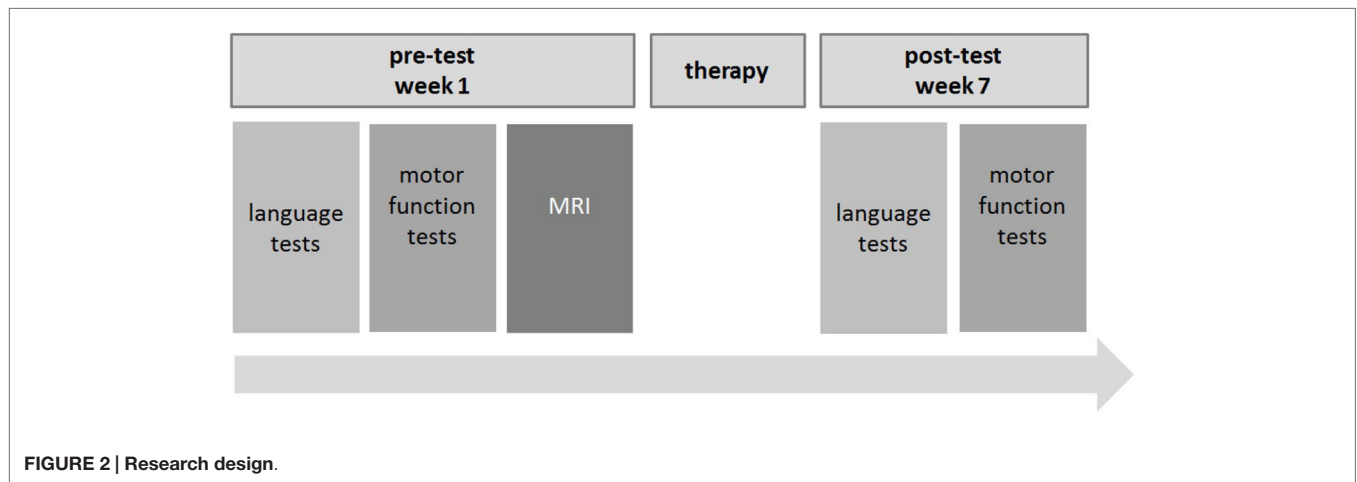 pre-test
week 1
therapy
post-test
week 7
language
tests
motor
function
tests
MRI
language
tests
motor
function
tests
FIGURE 2 | Research design.